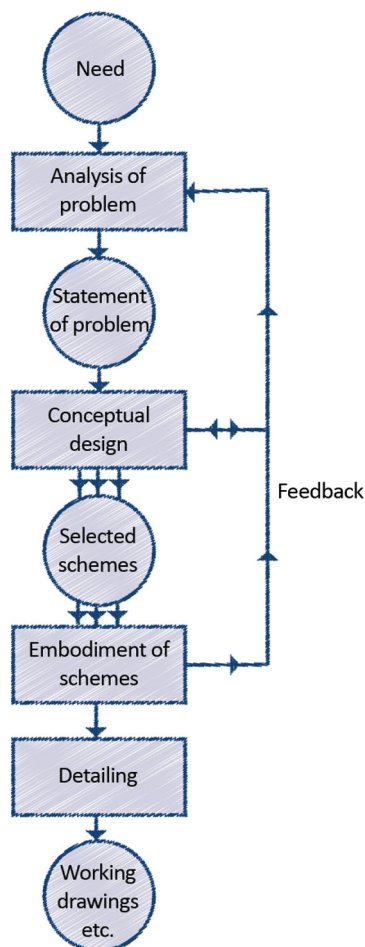 Need
Analysis of
problem
Statement
of problem
Conceptual
design
Feedback
Selected
schemes
Embodiment of
schemes
Detailing
Working
drawings
etc.